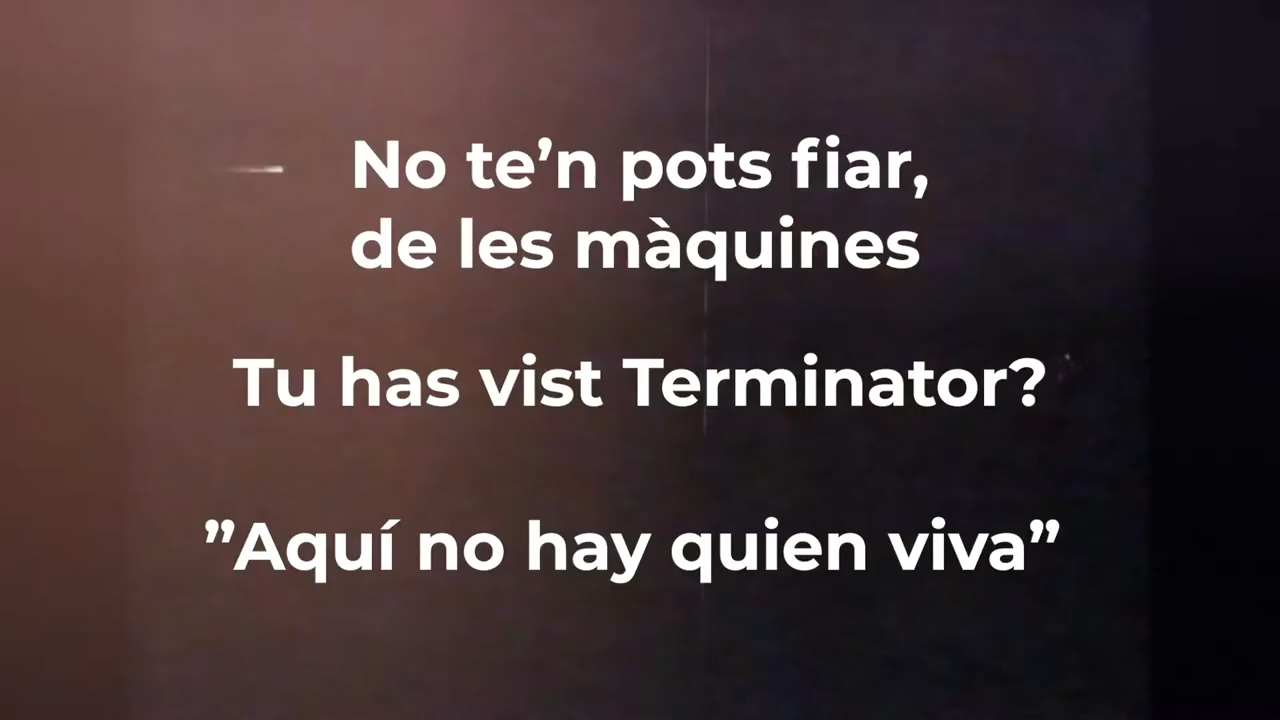 No te’n pots fiar,
de les màquines
Tu has vist Terminator?
”Aquí no hay quien viva”